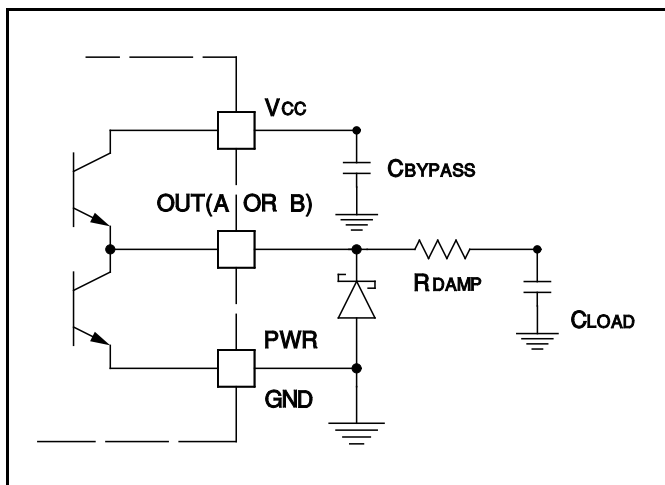 VCC
CBYPASS
OUT(A OR B)
RDAMP
CLOAD
PWR
GND